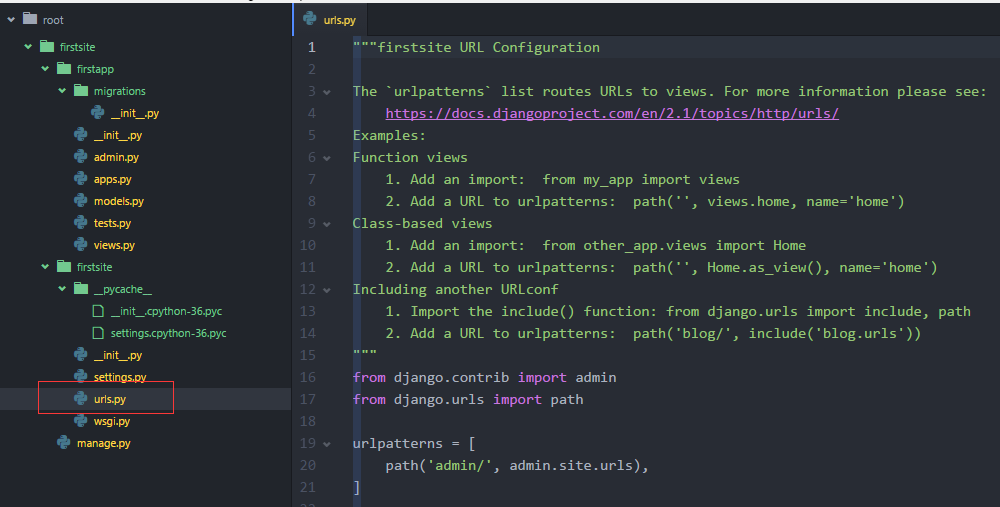 root
firstsite
firstapp
migrations
__init__.py
__init__.py
admin.py
apps.py
models.py
tests.py
views.py
firstsite
__pycache__
__init__.cpython-36.pyc
settings.cpython-36.pyc
__init__.py
settings.py
urls.py
wsgi.py
manage.py
urls.py
1 """firstsite URL Configuration
2
3 The `urlpatterns` list routes URLs to views. For more information please see:
4     https://docs.djangoproject.com/en/2.1/topics/http/urls/
5 Examples:
6 Function views
7     1. Add an import:  from my_app import views
8     2. Add a URL to urlpatterns:  path('', views.home, name='home')
9 Class-based views
10     1. Add an import:  from other_app.views import Home
11     2. Add a URL to urlpatterns:  path('', Home.as_view(), name='home')
12 Including another URLconf
13     1. Import the include() function: from django.urls import include, path
14     2. Add a URL to urlpatterns:  path('blog/', include('blog.urls'))
15 """
16 from django.contrib import admin
17 from django.urls import path
18
19 urlpatterns = [
20     path('admin/', admin.site.urls),
21 ]